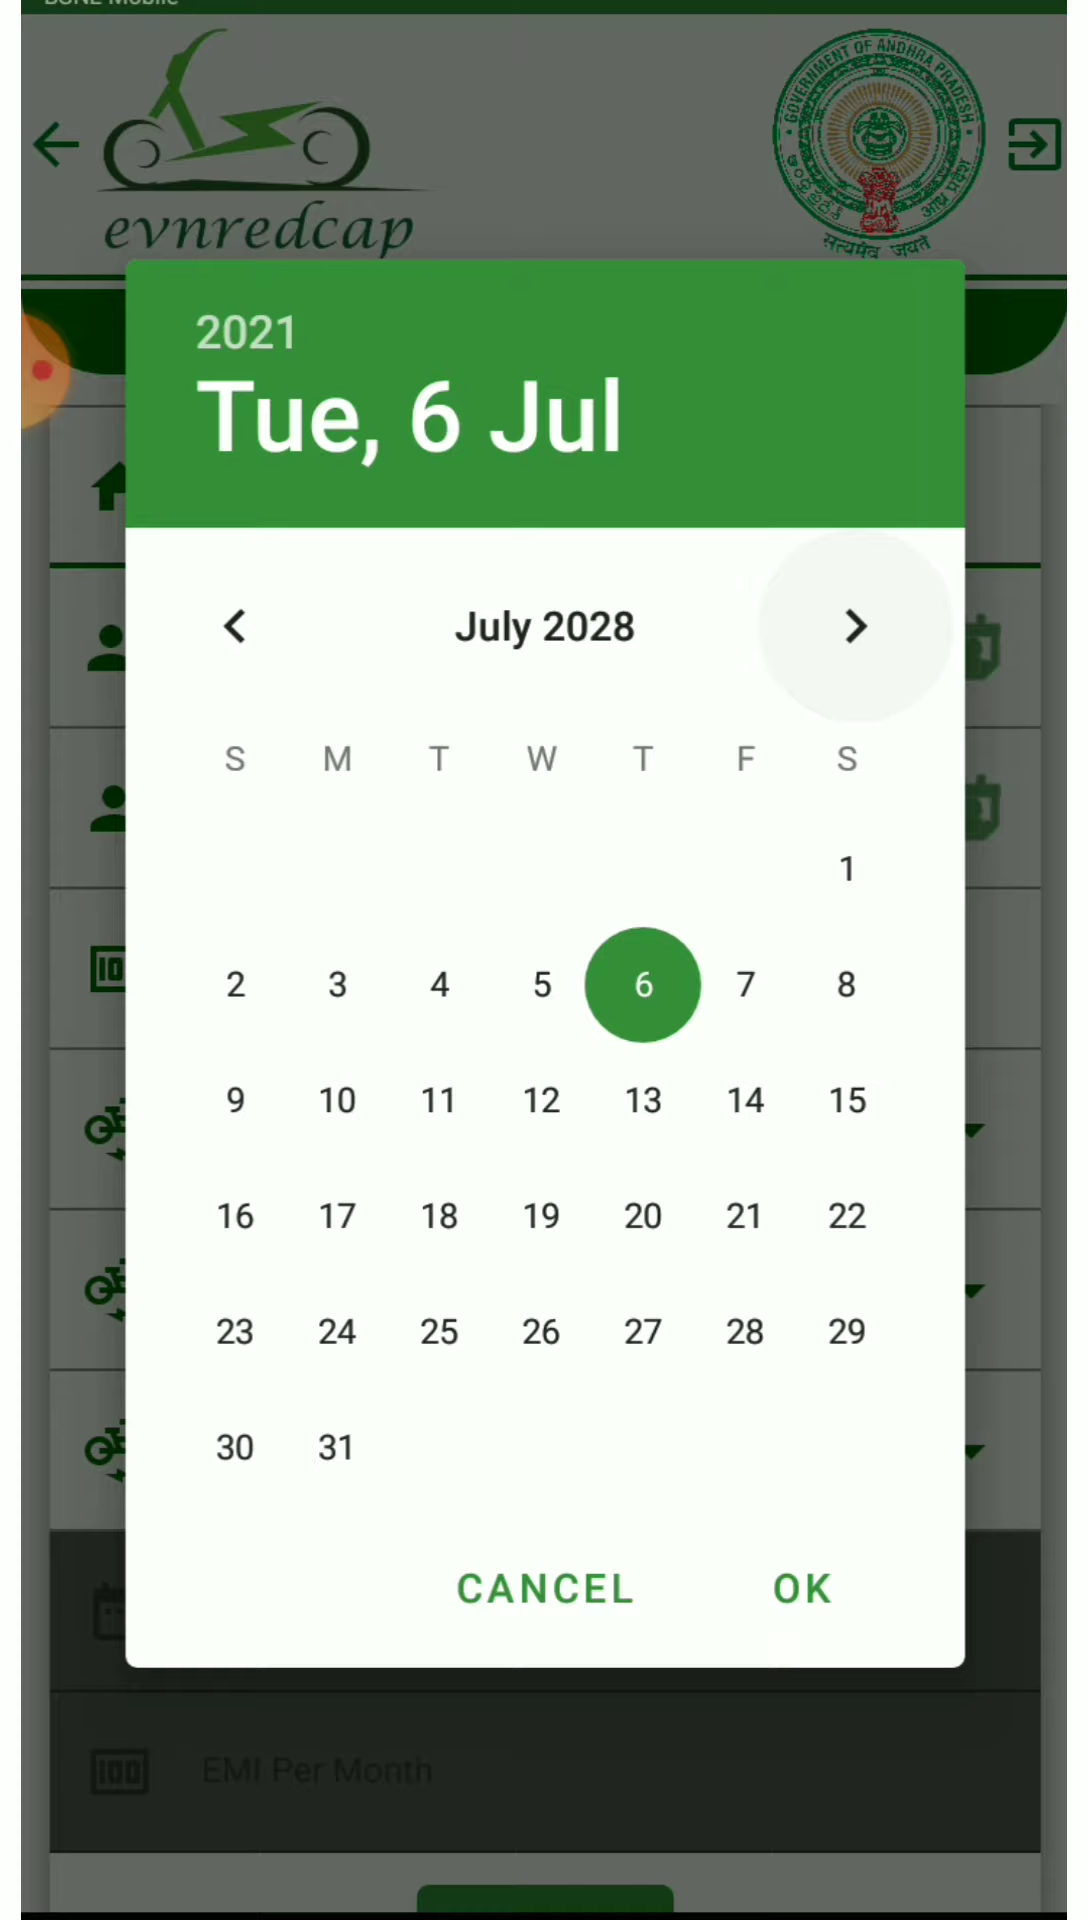 GOVERNMENT OF ANDHRA PRADESH
आंध्र प्रदेश
सत्यमेव जयते
evnredcap
2021
Tue, 6 Jul
July 2028
S M T W T F S
1
2 3 4 5 6 7 8
9 10 11 12 13 14 15
16 17 18 19 20 21 22
23 24 25 26 27 28 29
30 31
CANCEL OK
EMI Per Month